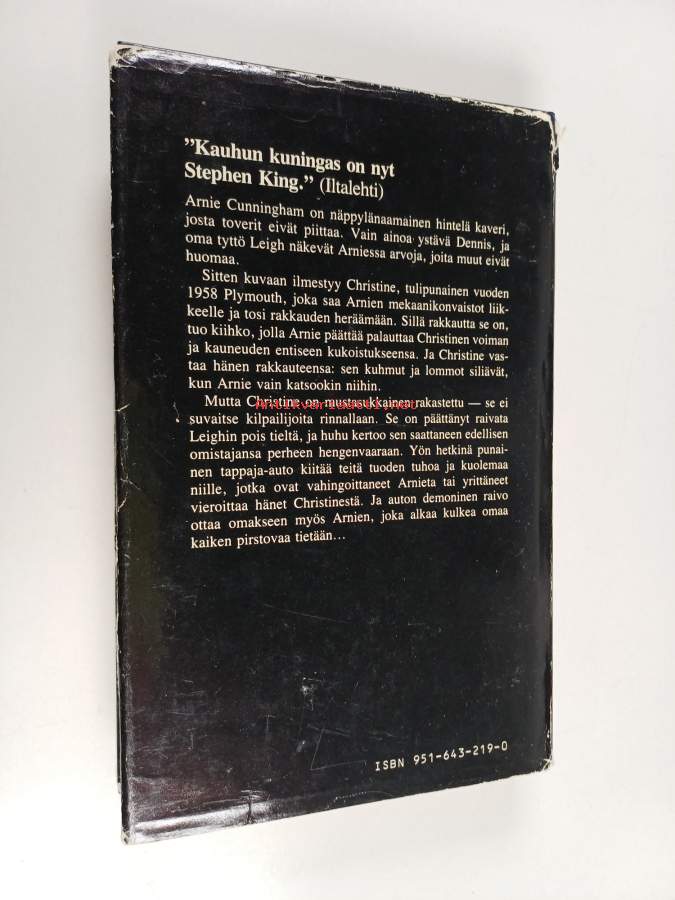 ”Kauhun kuningas on nyt
Stephen King.” (Iltalehti)
Arnie Cunningham on näppylänaamainen hintelä kaveri,
josta toverit eivät piittaa. Vain ainoa ystävä Dennis, ja
oma tyttö Leigh näkevät Arniessa arvoja, joita muut eivät
huomaa.
Sitten kuvaan ilmestyy Christine, tulipunainen vuoden
1958 Plymouth, joka saa Arnien mekaanikonvaistot liik-
keelle ja tosi rakkauden heräämään. Sillä rakkautta se on,
tuo kiihko, jolla Arnie päättää palauttaa Christinen voiman
ja kauneuden entiseen kukoistukseensa. Ja Christine vas-
taa hänen rakkauteensa: sen kuhmut ja lommot siliävät,
kun Arnie vain katsookin niihin.
Mutta Christine on mustasukkainen rakastettu — se ei
Antikvariaatti.net
suvaitse kilpailijoita rinnallaan. Se on päättänyt raivata
Leighin pois tieltä, ja huhu kertoo sen saattaneen edellisen
omistajansa perheen hengenvaaraan. Yön hetkinä punai-
nen tappaja-auto kiitää teitä tuoden tuhoa ja kuolemaa
niille, jotka ovat vahingoittaneet Arnieta tai yrittäneet
vieroittaa hänet Christinestä. Ja auton demoninen raivo
ottaa omakseen myös Arnien, joka alkaa kulkea omaa
kaiken pirstovaa tietään...
ISBN 951-643-219-0